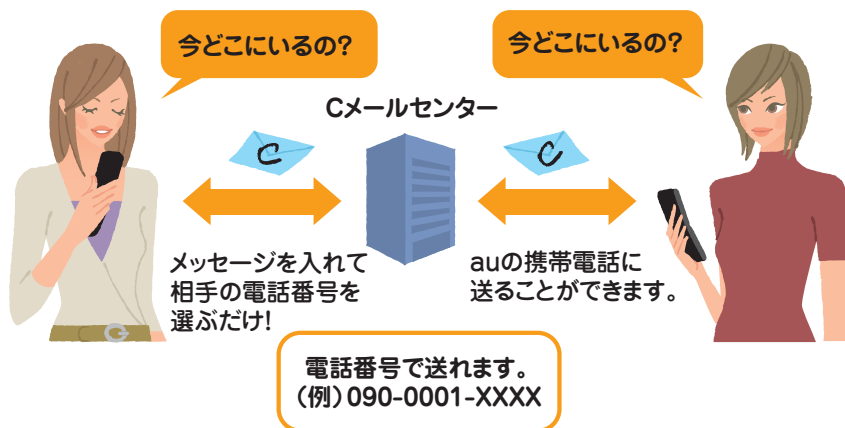 今どこにいるの?
今どこにいるの?
Cメールセンター
C
C
メッセージを入れて
相手の電話番号を
選ぶだけ!
auの携帯電話に
送ることができます。
電話番号で送れます。
（例）090-0001-XXXX